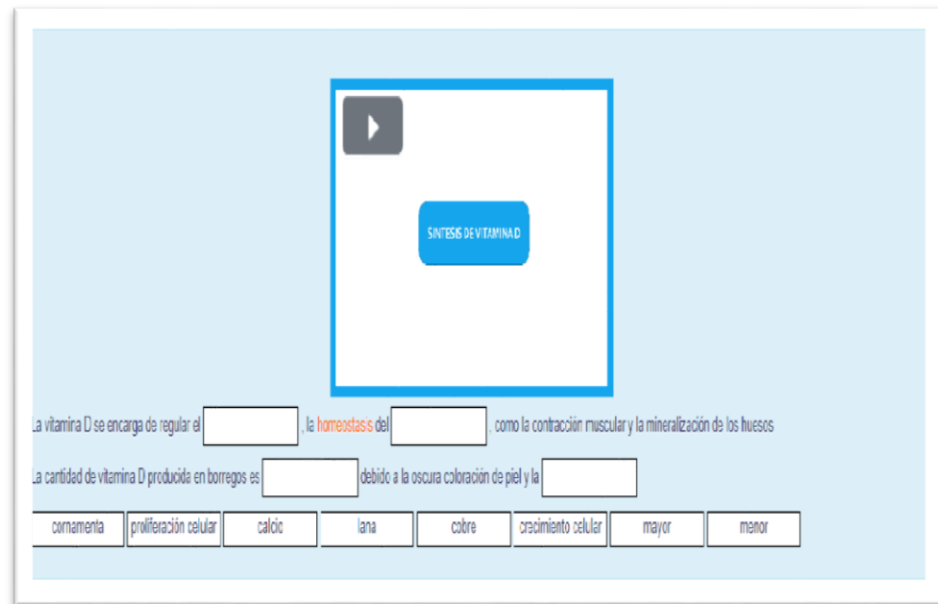 SINTESIS DE VITAMINA D
La vitamina D se encarga de regular el , la homeostasis del , como la contracción muscular y la mineralización de los huesos
La cantidad de vitamina D producida en borregos es debido a la oscura coloración de piel y la
cornamenta proliferación celular calcio lana cobre crecimiento celular mayor menor